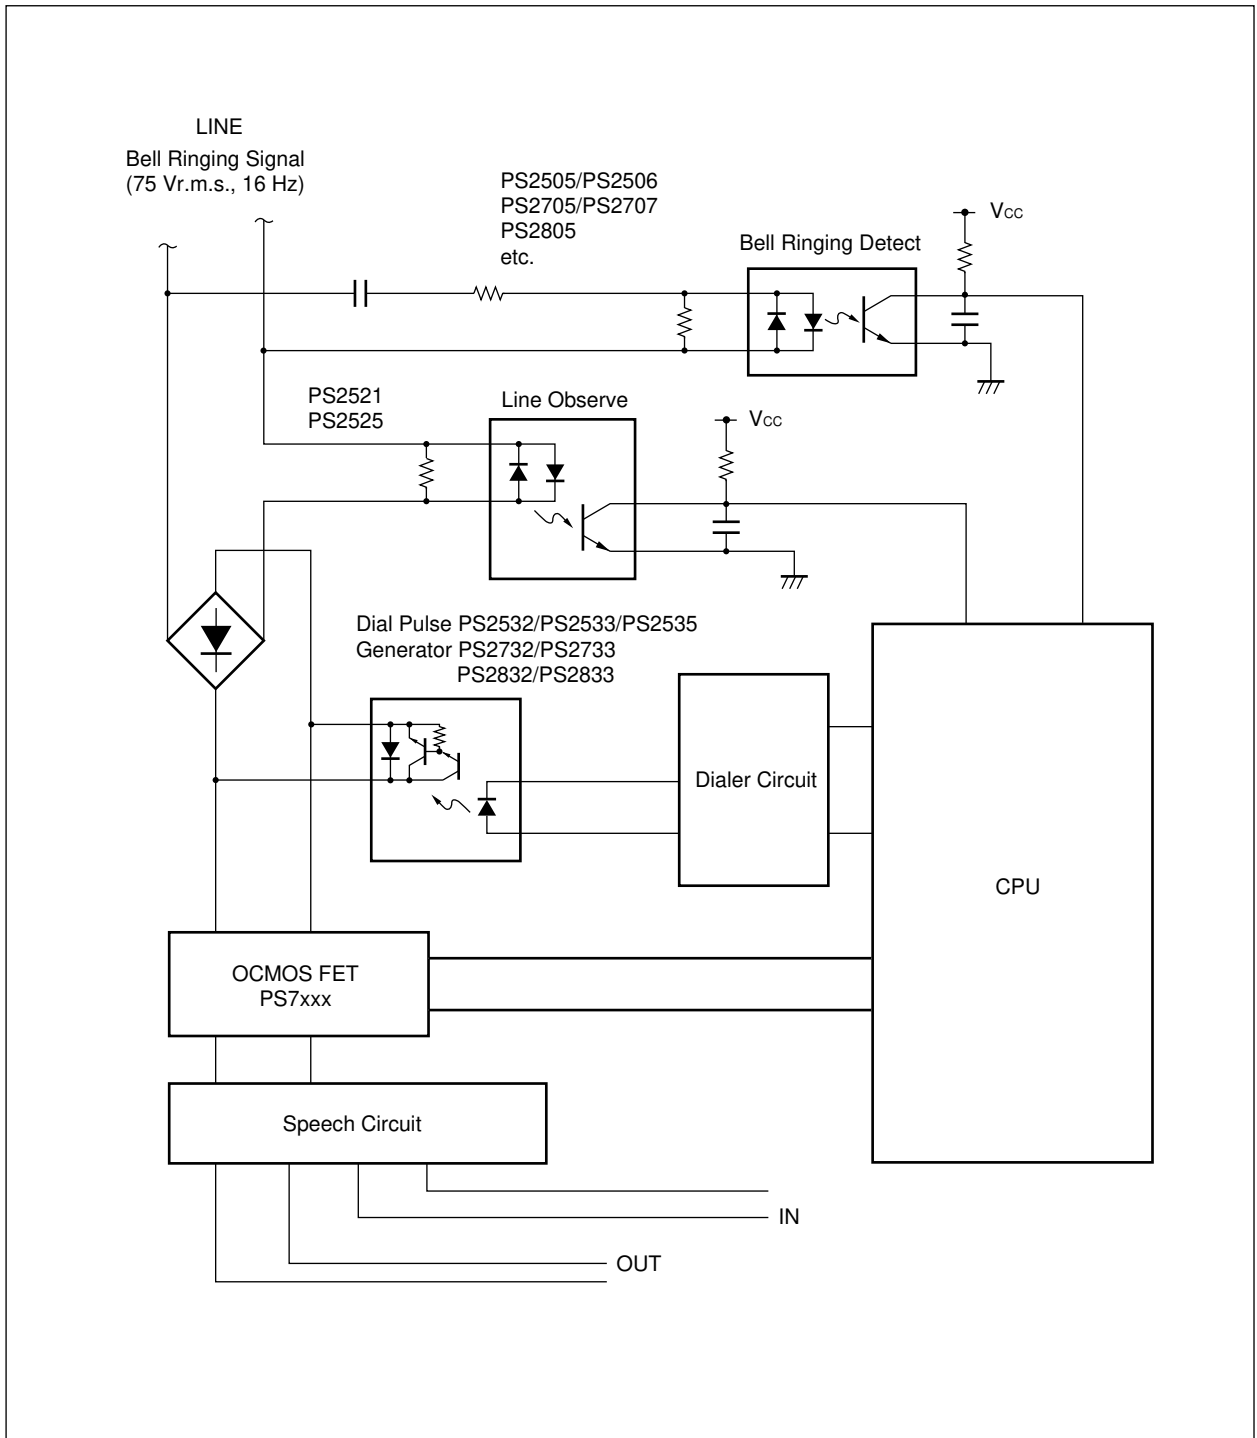 LINE
Bell Ringing Signal
(75 Vr.m.s., 16 Hz)
PS2505/PS2506
PS2705/PS2707
PS2805
etc.
Bell Ringing Detect
VCC
PS2521
PS2525
Line Observe
VCC
Dial Pulse PS2532/PS2533/PS2535
Generator PS2732/PS2733
PS2832/PS2833
Dialer Circuit
CPU
OCMOS FET
PS7xxx
Speech Circuit
IN
OUT